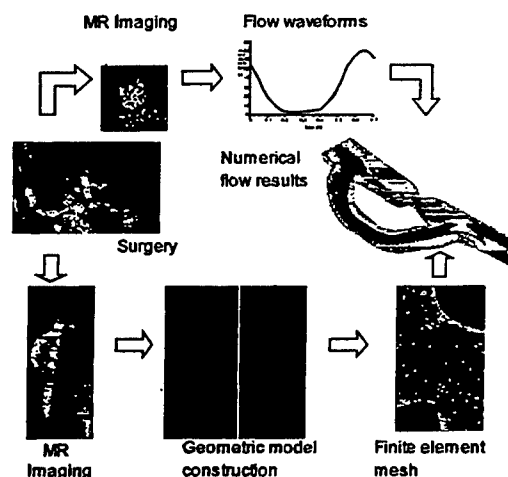 MR Imaging
Flow waveforms
Numerical
flow results
Surgery
MR
Imaging
Geometric model
construction
Finite element
mesh